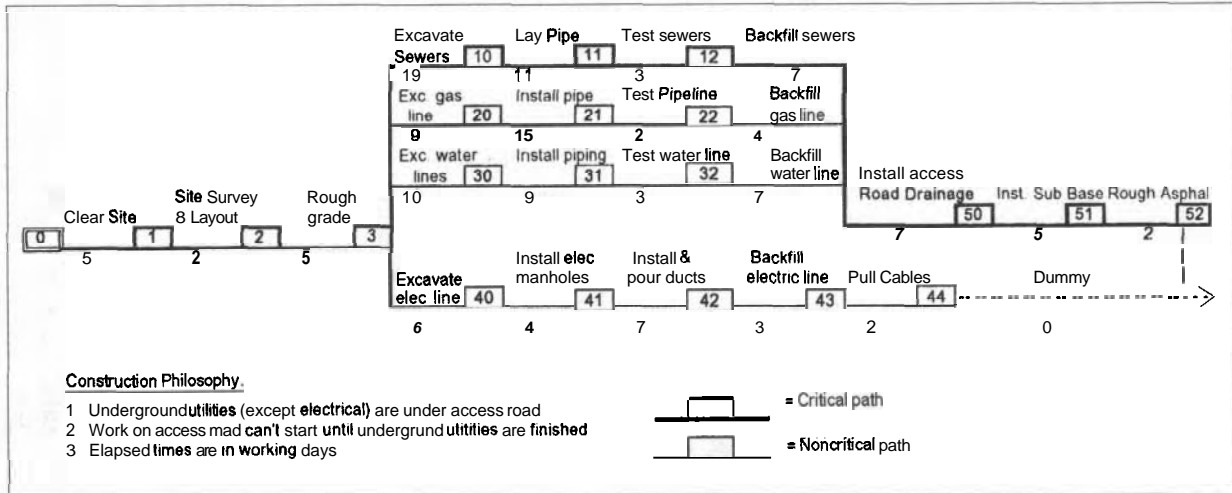 Excavate
Sewers 10 Lay Pipe 11 Test sewers 12 Backfill sewers
19 11 3 7
Exc. gas
line 20 Install pipe 21 Test Pipeline 22 Backfill
gas line
9 15 2 4
Exc. water
lines 30 Install piping 31 Test water line 32 Backfill
water line
10 9 3 7
0 Clear Site 1 Site Survey
8 Layout 2 Rough
grade 3
5 2 5
Install access
Road Drainage 50 Inst. Sub Base 51 Rough Asphal 52
7 5 2
Excavate
elec line 40 Install elec
manholes 41 Install &
pour ducts 42 Backfill
electric line 43 Pull Cables 44 Dummy
6 4 7 3 2 0
Construction Philosophy.
1 Undergroundutilities (except electrical) are under access road
2 Work on access mad can't start until undergrund utitities are finished
3 Elapsed times are in working days
= Critical path
= Noncritical path